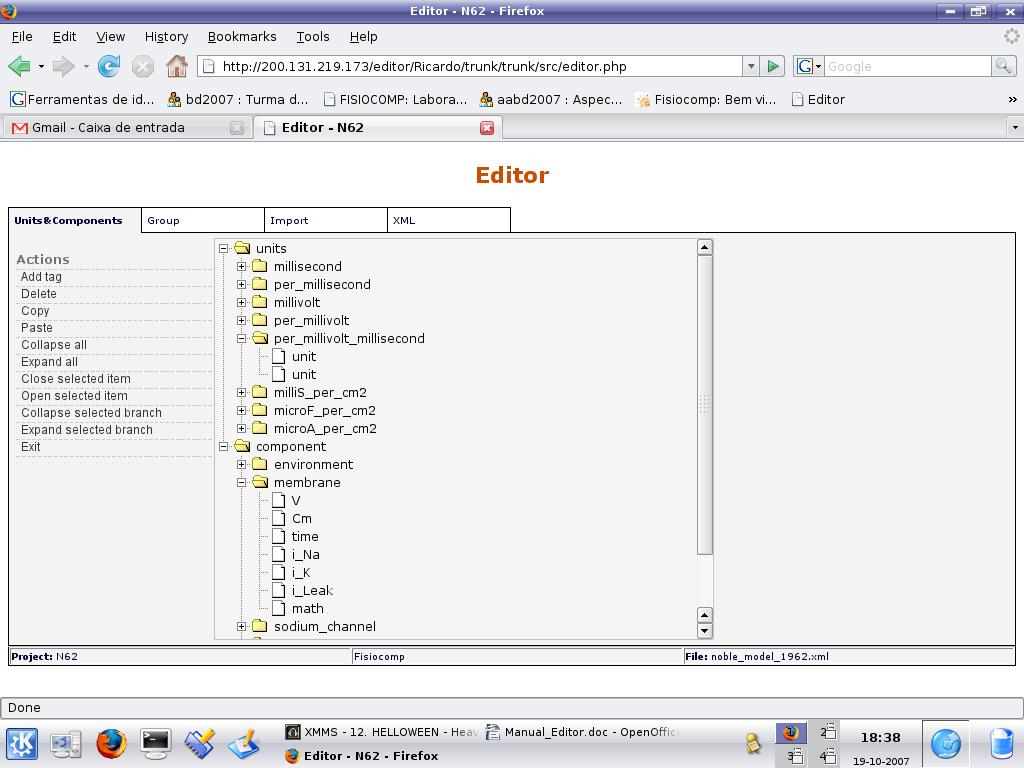 Editor - N62 - Firefox
File Edit View History Bookmarks Tools Help
http://200.131.219.173/editor/Ricardo/trunk/trunk/src/editor.php
G Google
Ferramentas de id... bd2007 : Turma d... FISIOCOMP: Labora... aabd2007 : Aspec... Fisiocomp: Bem vi... Editor »
Gmail - Caixa de entrada Editor - N62
Editor
Units&Components Group Import XML
Actions
Add tag
Delete
Copy
Paste
Collapse all
Expand all
Close selected item
Open selected item
Collapse selected branch
Expand selected branch
Exit
units
millisecond
per_millisecond
millivolt
per_millivolt
per_millivolt_millisecond
unit
unit
milliS_per_cm2
microF_per_cm2
microA_per_cm2
component
environment
membrane
V
Cm
time
i_Na
i_K
i_Leak
math
sodium_channel
Project: N62 Fisiocomp File: noble_model_1962.xml
Done
XMMS - 12. HELLOWEEN - Heav Manual_Editor.doc - OpenOffic
Editor - N62 - Firefox
2
3 4
18:38
19-10-2007